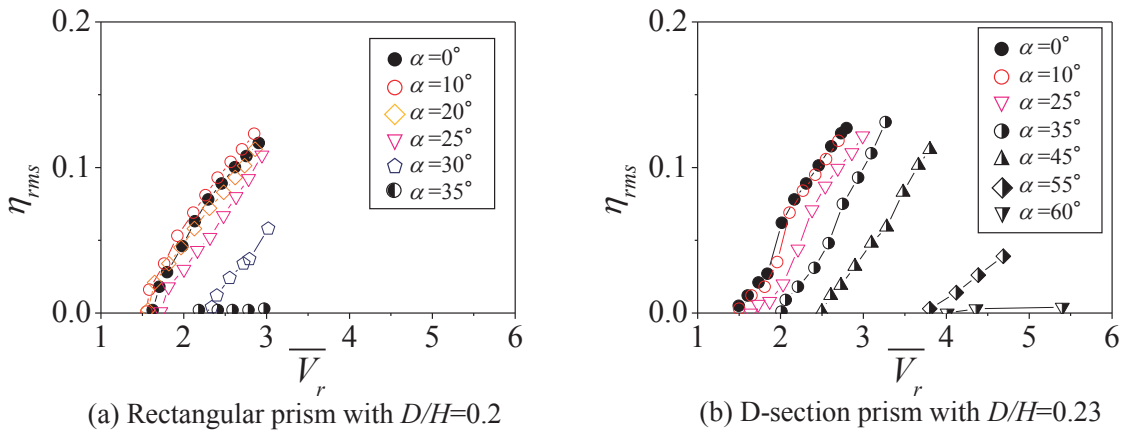 0.2
0.1
0.0
η_rms
1 2 3 4 5 6
V̅_r
α=0°
α=10°
α=20°
α=25°
α=30°
α=35°
(a) Rectangular prism with D/H=0.2
0.2
0.1
0.0
η_rms
1 2 3 4 5 6
V̅_r
α=0°
α=10°
α=25°
α=35°
α=45°
α=55°
α=60°
(b) D-section prism with D/H=0.23